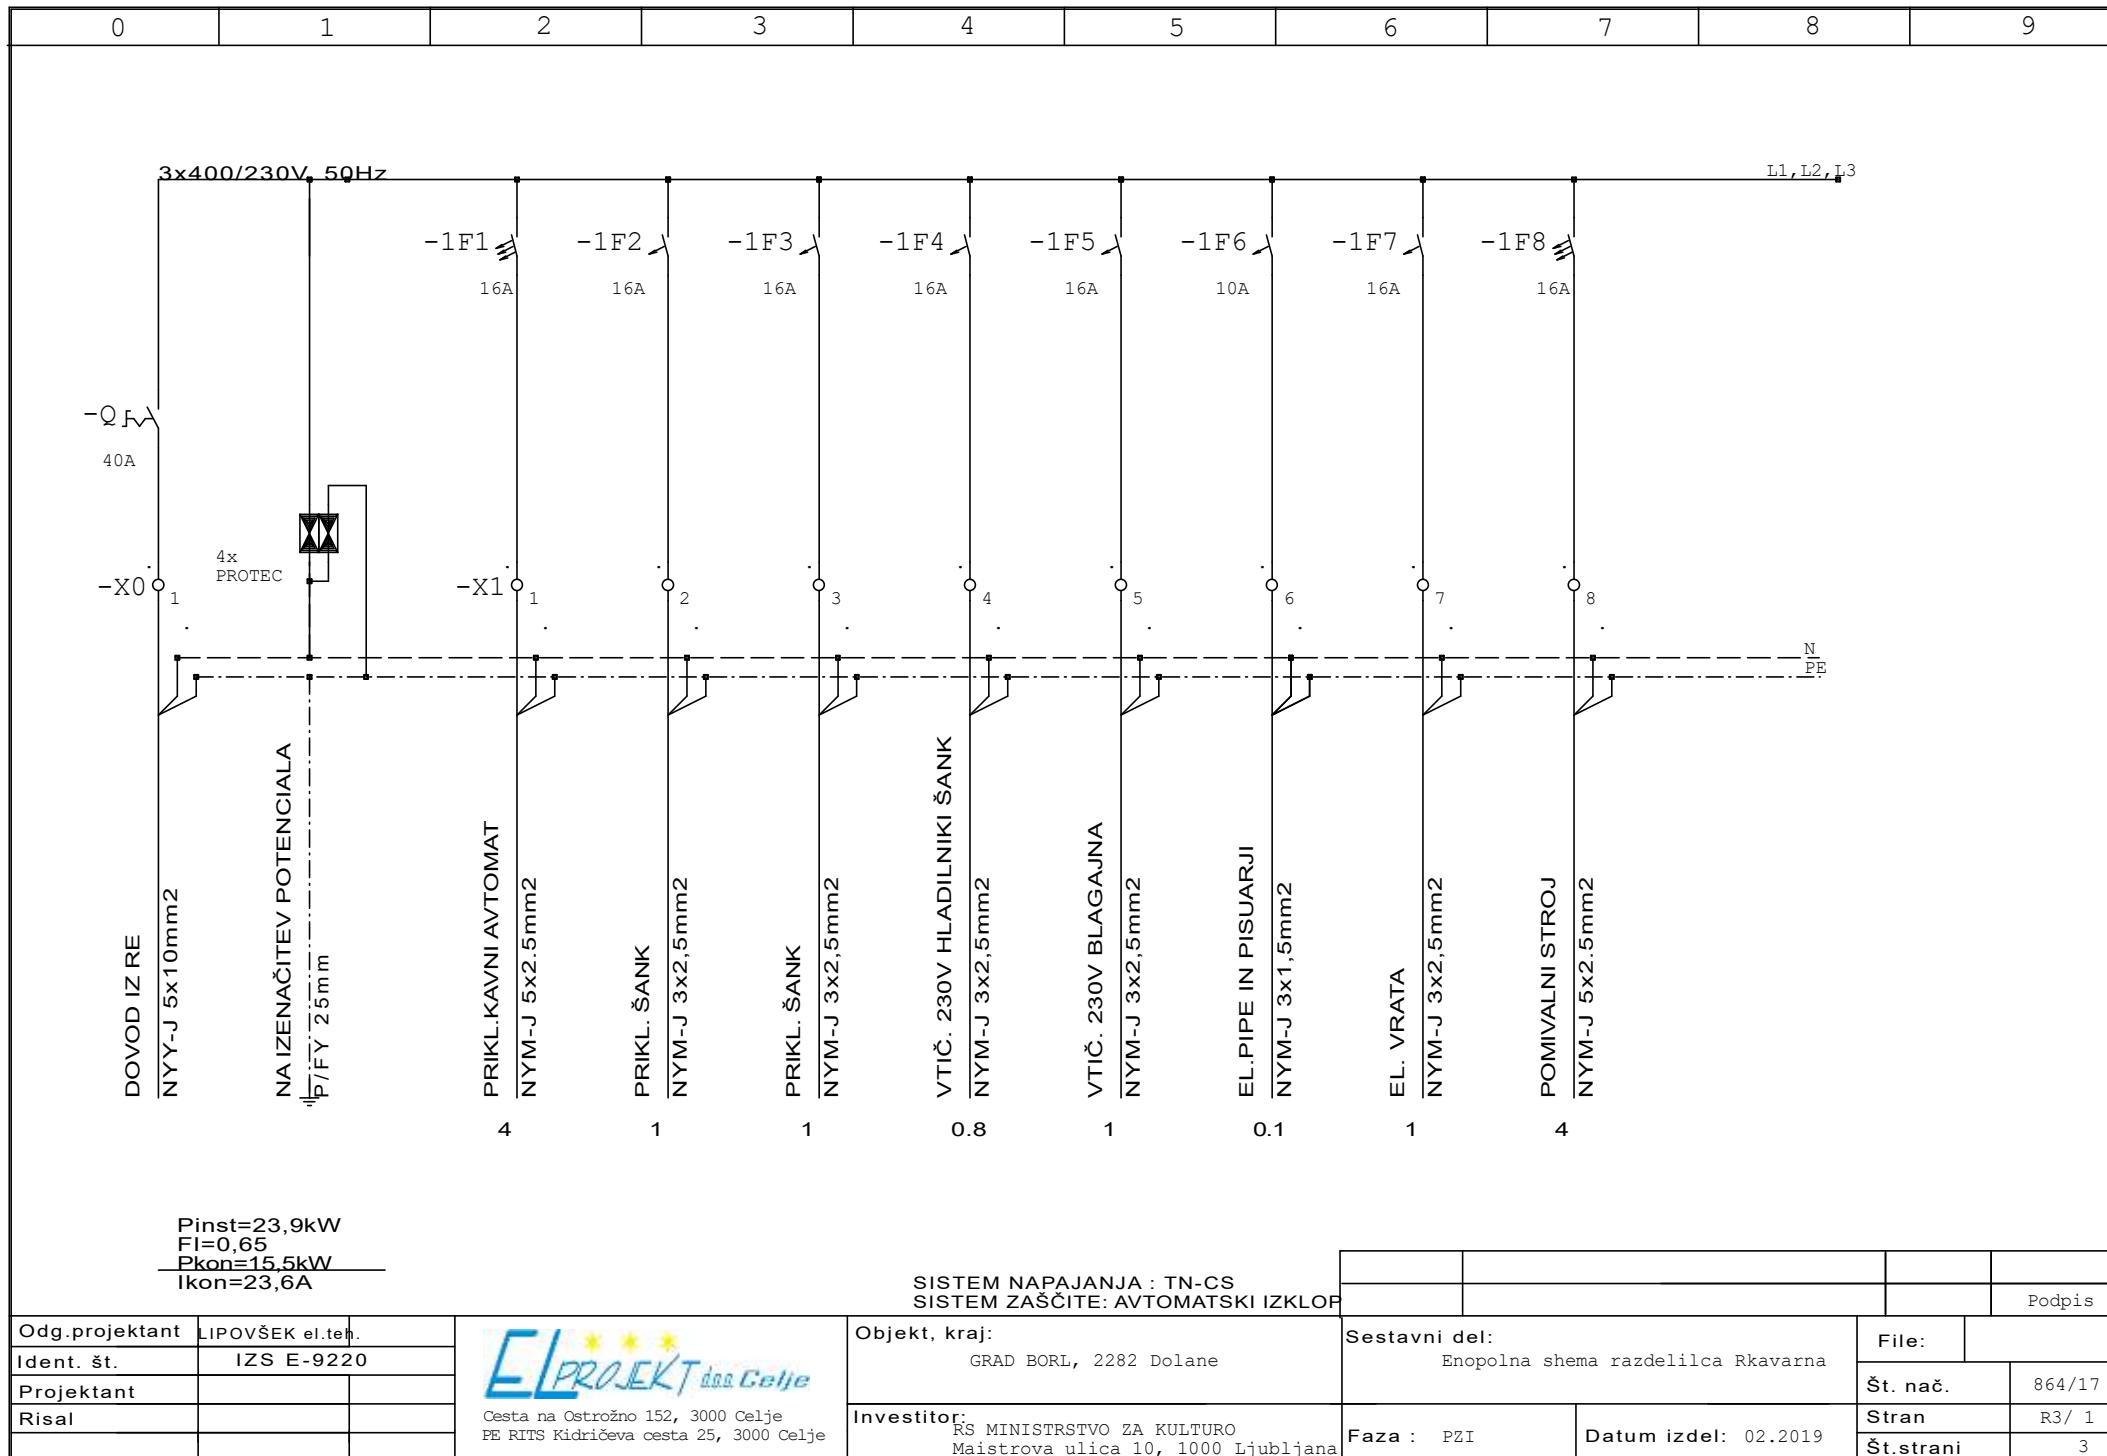 0 1 2 3 4 5 6 7 8 9
3x400/230V, 50Hz
L1,L2,L3
-1F1 -1F2 -1F3 -1F4 -1F5 -1F6 -1F7 -1F8
16A 16A 16A 16A 16A 10A 16A 16A
-Q
40A
4x
PROTEC
-X0 1
-X1 1 2 3 4 5 6 7 8
N
PE
DOVOD IZ RE
NYY-J 5x10mm2
NA IZENAČITEV POTENCIALA
P/FY 25mm
PRIKL.KAVNI AVTOMAT
NYM-J 5x2.5mm2
PRIKL. ŠANK
NYM-J 3x2,5mm2
PRIKL. ŠANK
NYM-J 3x2,5mm2
VTIČ. 230V HLADILNIKI ŠANK
NYM-J 3x2,5mm2
VTIČ. 230V BLAGAJNA
NYM-J 3x2,5mm2
EL.PIPE IN PISUARJI
NYM-J 3x1,5mm2
EL. VRATA
NYM-J 3x2,5mm2
POMIVALNI STROJ
NYM-J 5x2.5mm2
4 1 1 0.8 1 0.1 1 4
Pinst=23,9kW
FI=0,65
Pkon=15,5kW
Ikon=23,6A
SISTEM NAPAJANJA : TN-CS
SISTEM ZAŠČITE: AVTOMATSKI IZKLOP
Podpis
Odg.projektant LIPOVŠEK el.teh.
Ident. št. IZS E-9220
Projektant
Risal
ELPROJEKT d.o.o. Celje
Cesta na Ostrožno 152, 3000 Celje
PE RITS Kidričeva cesta 25, 3000 Celje
Objekt, kraj:
GRAD BORL, 2282 Dolane
Investitor:
RS MINISTRSTVO ZA KULTURO
Maistrova ulica 10, 1000 Ljubljana
Sestavni del:
Enopolna shema razdelilca Rkavarna
Faza : PZI
Datum izdel: 02.2019
File:
Št. nač. 864/17
Stran R3/ 1
Št.strani 3